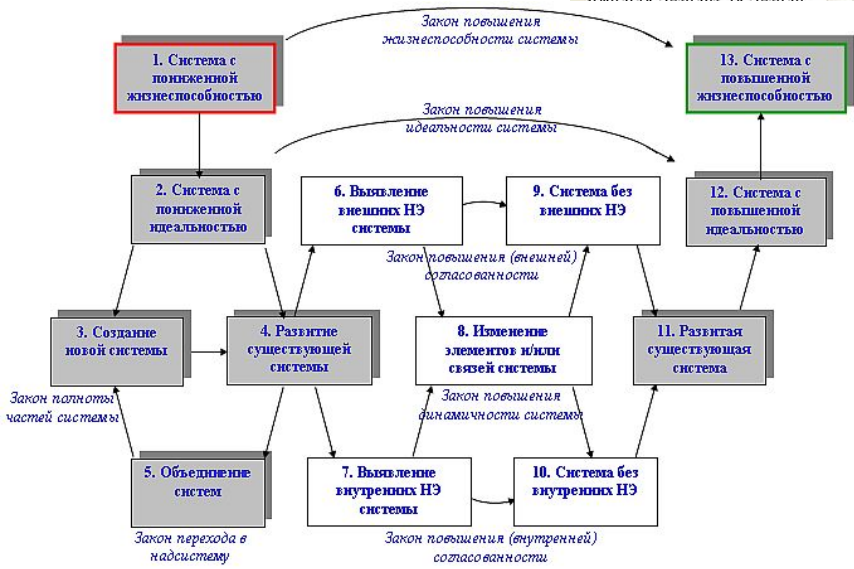 Закон повышения
жизнеспособности системы
1. Система с
пониженной
жизнеспособностью
13. Система с
повышенной
жизнеспособностью
Закон повышения
идеальности системы
2. Система с
пониженной
идеальностью
6. Выявление
внешних НЭ
системы
9. Система без
внешних НЭ
12. Система с
повышенной
идеальностью
Закон повышения (внешней)
согласованности
3. Создание
новой системы
4. Развитие
существующей
системы
8. Изменение
элементов и/или
связей системы
11. Развитая
существующая
система
Закон полноты
частей системы
Закон повышения
динамичности системы
5. Объединение
систем
7. Выявление
внутренних НЭ
системы
10. Система без
внутренних НЭ
Закон перехода в
надсистему
Закон повышения (внутренней)
согласованности